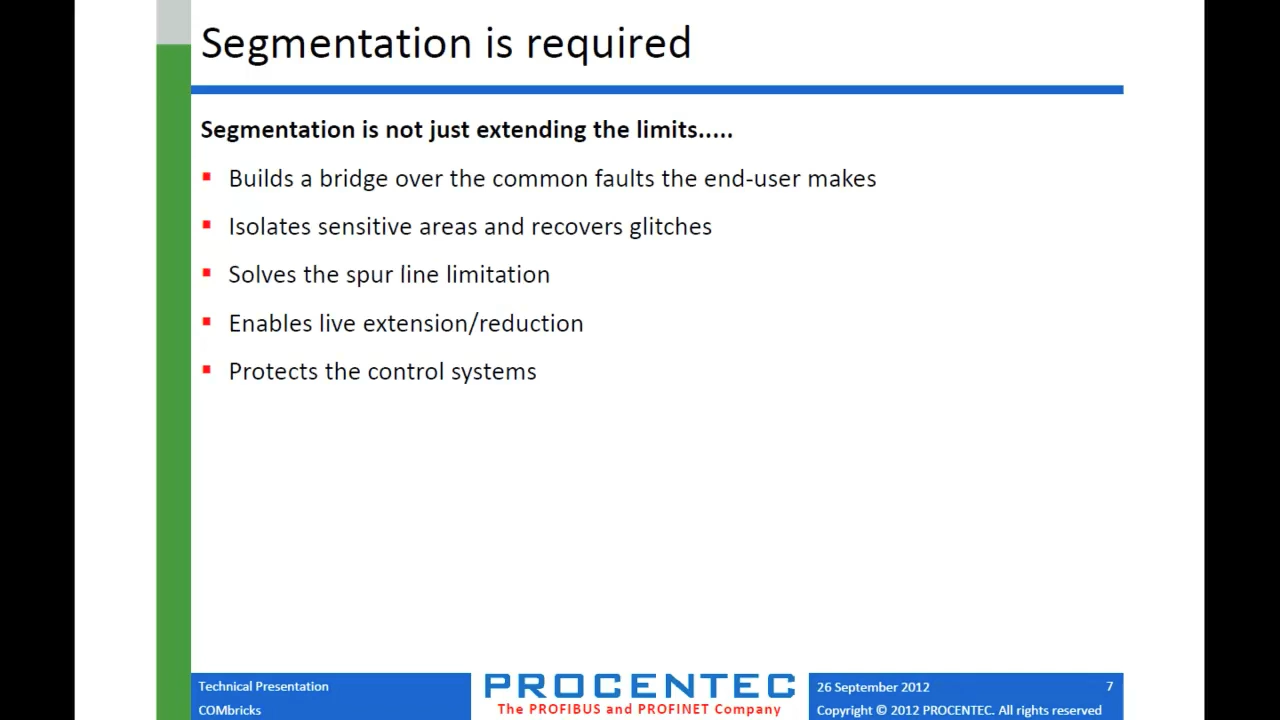 Segmentation is required
Segmentation is not just extending the limits.....
Builds a bridge over the common faults the end-user makes
Isolates sensitive areas and recovers glitches
Solves the spur line limitation
Enables live extension/reduction
Protects the control systems
Technical Presentation
COMbricks
PROCENTEC
The PROFIBUS and PROFINET Company
26 September 2012
7
Copyright © 2012 PROCENTEC. All rights reserved